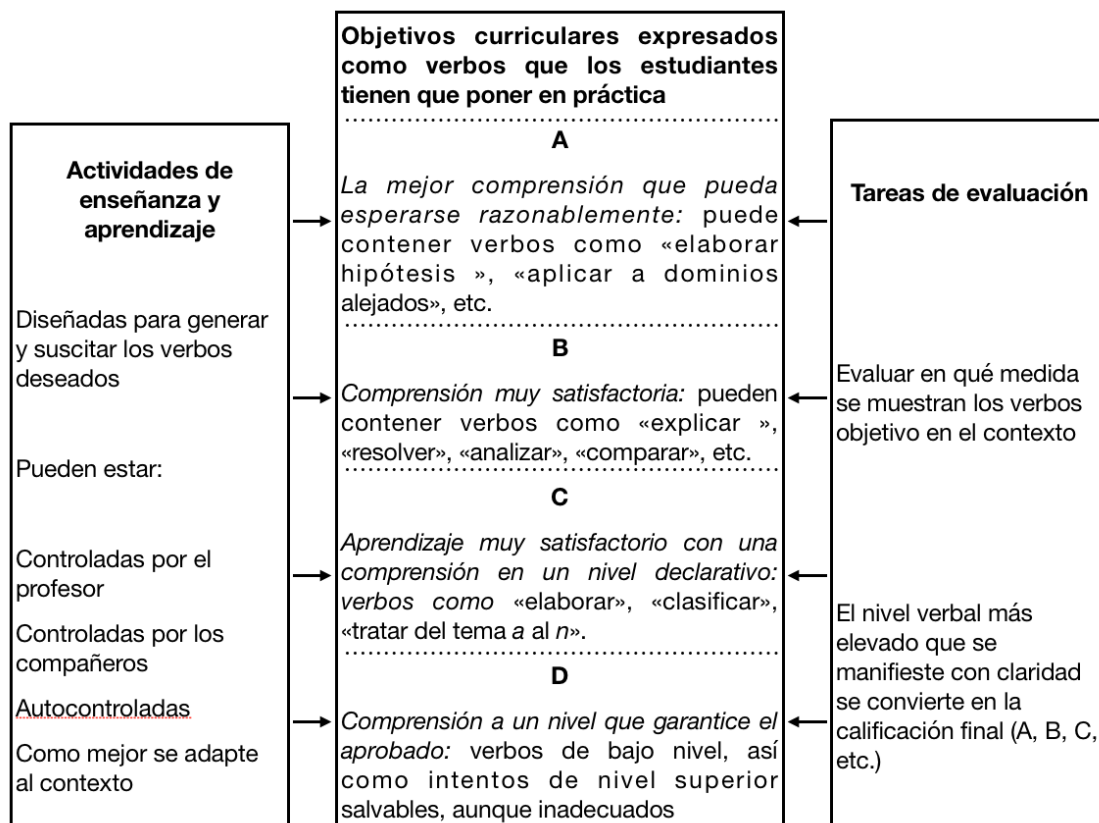 Actividades de
enseñanza y
aprendizaje
Diseñadas para generar
y suscitar los verbos
deseados
Pueden estar:
Controladas por el
profesor
Controladas por los
compañeros
Autocontroladas
Como mejor se adapte
al contexto
Objetivos curriculares expresados
como verbos que los estudiantes
tienen que poner en práctica
A
La mejor comprensión que pueda
esperarse razonablemente: puede
contener verbos como «elaborar
hipótesis », «aplicar a dominios
alejados», etc.
B
Comprensión muy satisfactoria: pueden
contener verbos como «explicar »,
«resolver», «analizar», «comparar», etc.
C
Aprendizaje muy satisfactorio con una
comprensión en un nivel declarativo:
verbos como «elaborar», «clasificar»,
«tratar del tema a al n».
D
Comprensión a un nivel que garantice el
aprobado: verbos de bajo nivel, así
como intentos de nivel superior
salvables, aunque inadecuados
Tareas de evaluación
Evaluar en qué medida
se muestran los verbos
objetivo en el contexto
El nivel verbal más
elevado que se
manifieste con claridad
se convierte en la
calificación final (A, B, C,
etc.)